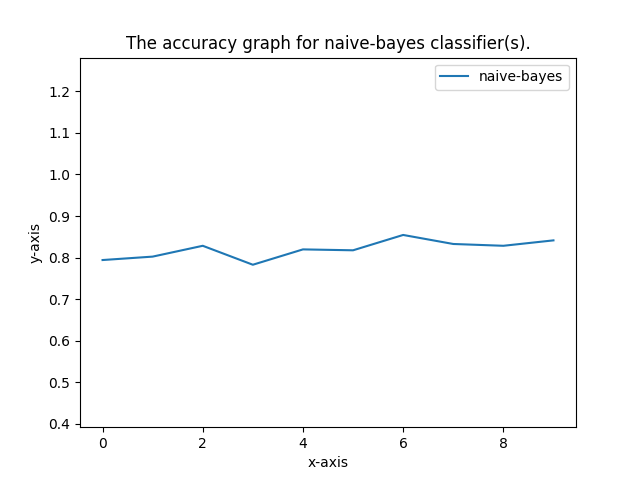 The accuracy graph for naive-bayes classifier(s).
naive-bayes
1.2
1.1
1.0
0.9
0.8
0.7
0.6
0.5
0.4
y-axis
0 2 4 6 8
x-axis